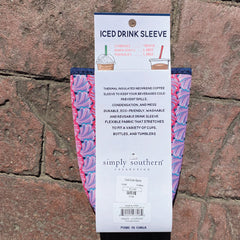 ICED DRINK SLEEVE
THERMAL INSULATED NEOPRENE COFFEE
SLEEVE TO KEEP YOUR BEVERAGES COLD
PREVENT SPILLS,
CONDENSATION, AND MESS
DURABLE, ECO-FRIENDLY, WASHABLE
AND REUSABLE DRINK SLEEVE
FLEXIBLE FABRIC THAT STRETCHES
TO FIT A VARIETY OF CUPS,
BOTTLES, AND TUMBLERS
simply southern
COLLECTION